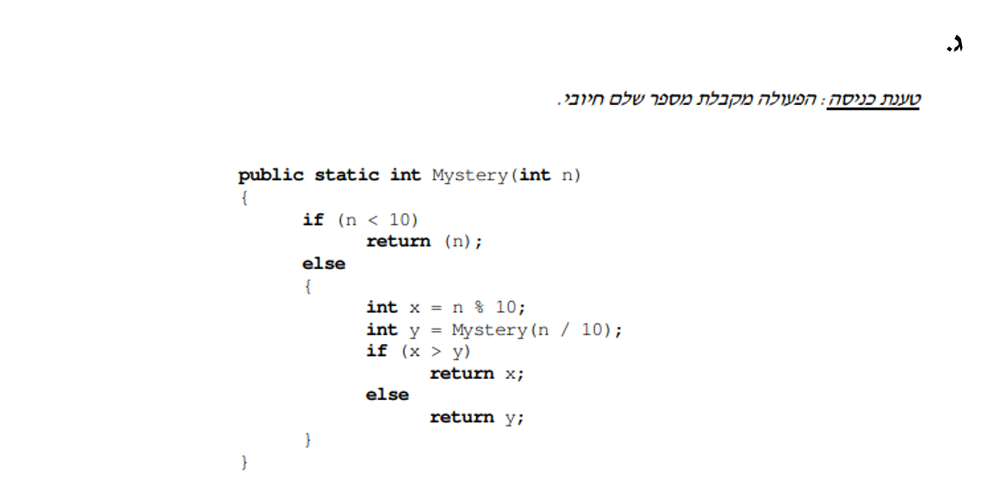 ג.
טענת כניסה: הפעולה מקבלת מספר שלם חיובי.
public static int Mystery(int n)
{
if (n < 10)
return (n);
else
{
int x = n % 10;
int y = Mystery(n / 10);
if (x > y)
return x;
else
return y;
}
}